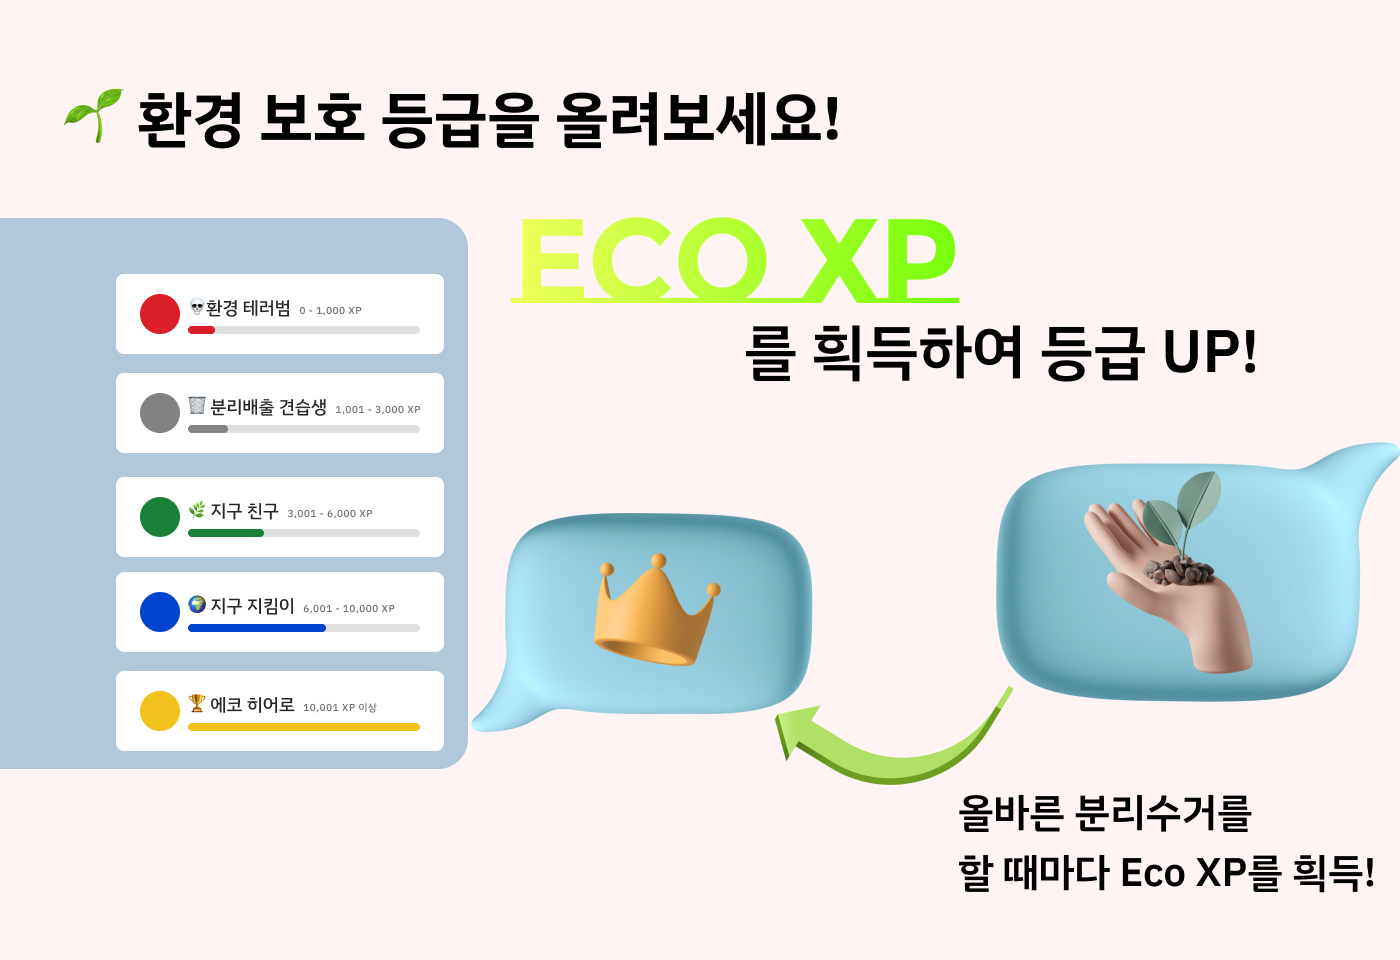 🌱 환경 보호 등급을 올려보세요!
ECO XP
를 획득하여 등급 UP!
💀환경 테러범 0 - 1,000 XP
🗑️ 분리배출 견습생 1,001 - 3,000 XP
🌿 지구 친구 3,001 - 6,000 XP
🌍 지구 지킴이 6,001 - 10,000 XP
🏆 에코 히어로 10,001 XP 이상
올바른 분리수거를
할 때마다 Eco XP를 획득!